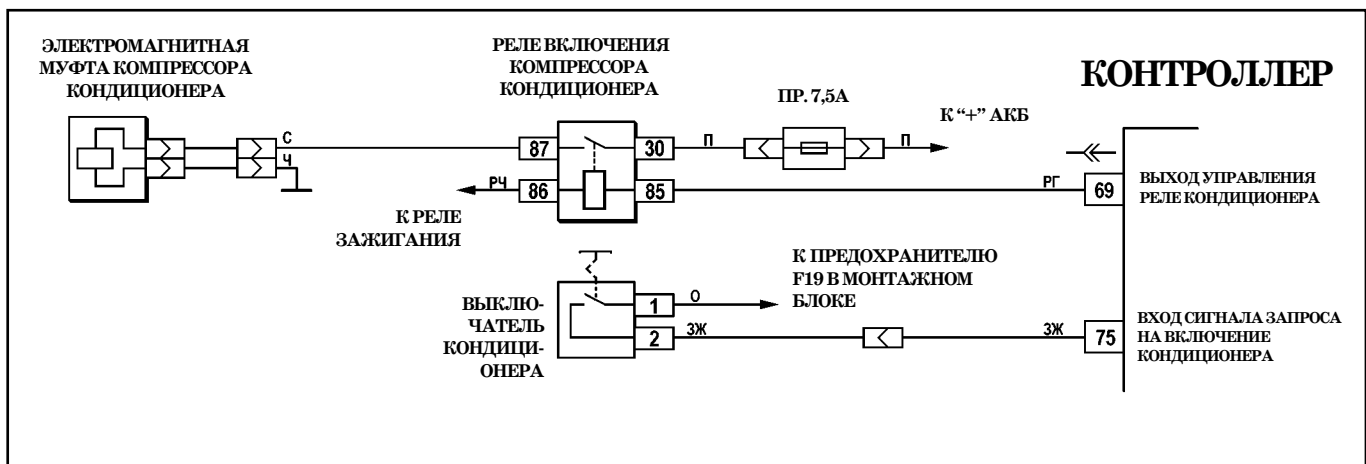 ЭЛЕКТРОМАГНИТНАЯ
МУФТА КОМПРЕССОРА
КОНДИЦИОНЕРА
РЕЛЕ ВКЛЮЧЕНИЯ
КОМПРЕССОРА
КОНДИЦИОНЕРА
ПР. 7,5А
К “+” АКБ
КОНТРОЛЛЕР
С
Ч
87
30
П
П
РЧ
86
85
РГ
69
ВЫХОД УПРАВЛЕНИЯ
РЕЛЕ КОНДИЦИОНЕРА
К РЕЛЕ
ЗАЖИГАНИЯ
ВЫКЛЮ-
ЧАТЕЛЬ
КОНДИЦИ-
ОНЕРА
1
О
К ПРЕДОХРАНИТЕЛЮ
F19 В МОНТАЖНОМ
БЛОКЕ
2
ЗЖ
ЗЖ
75
ВХОД СИГНАЛА ЗАПРОСА
НА ВКЛЮЧЕНИЕ
КОНДИЦИОНЕРА